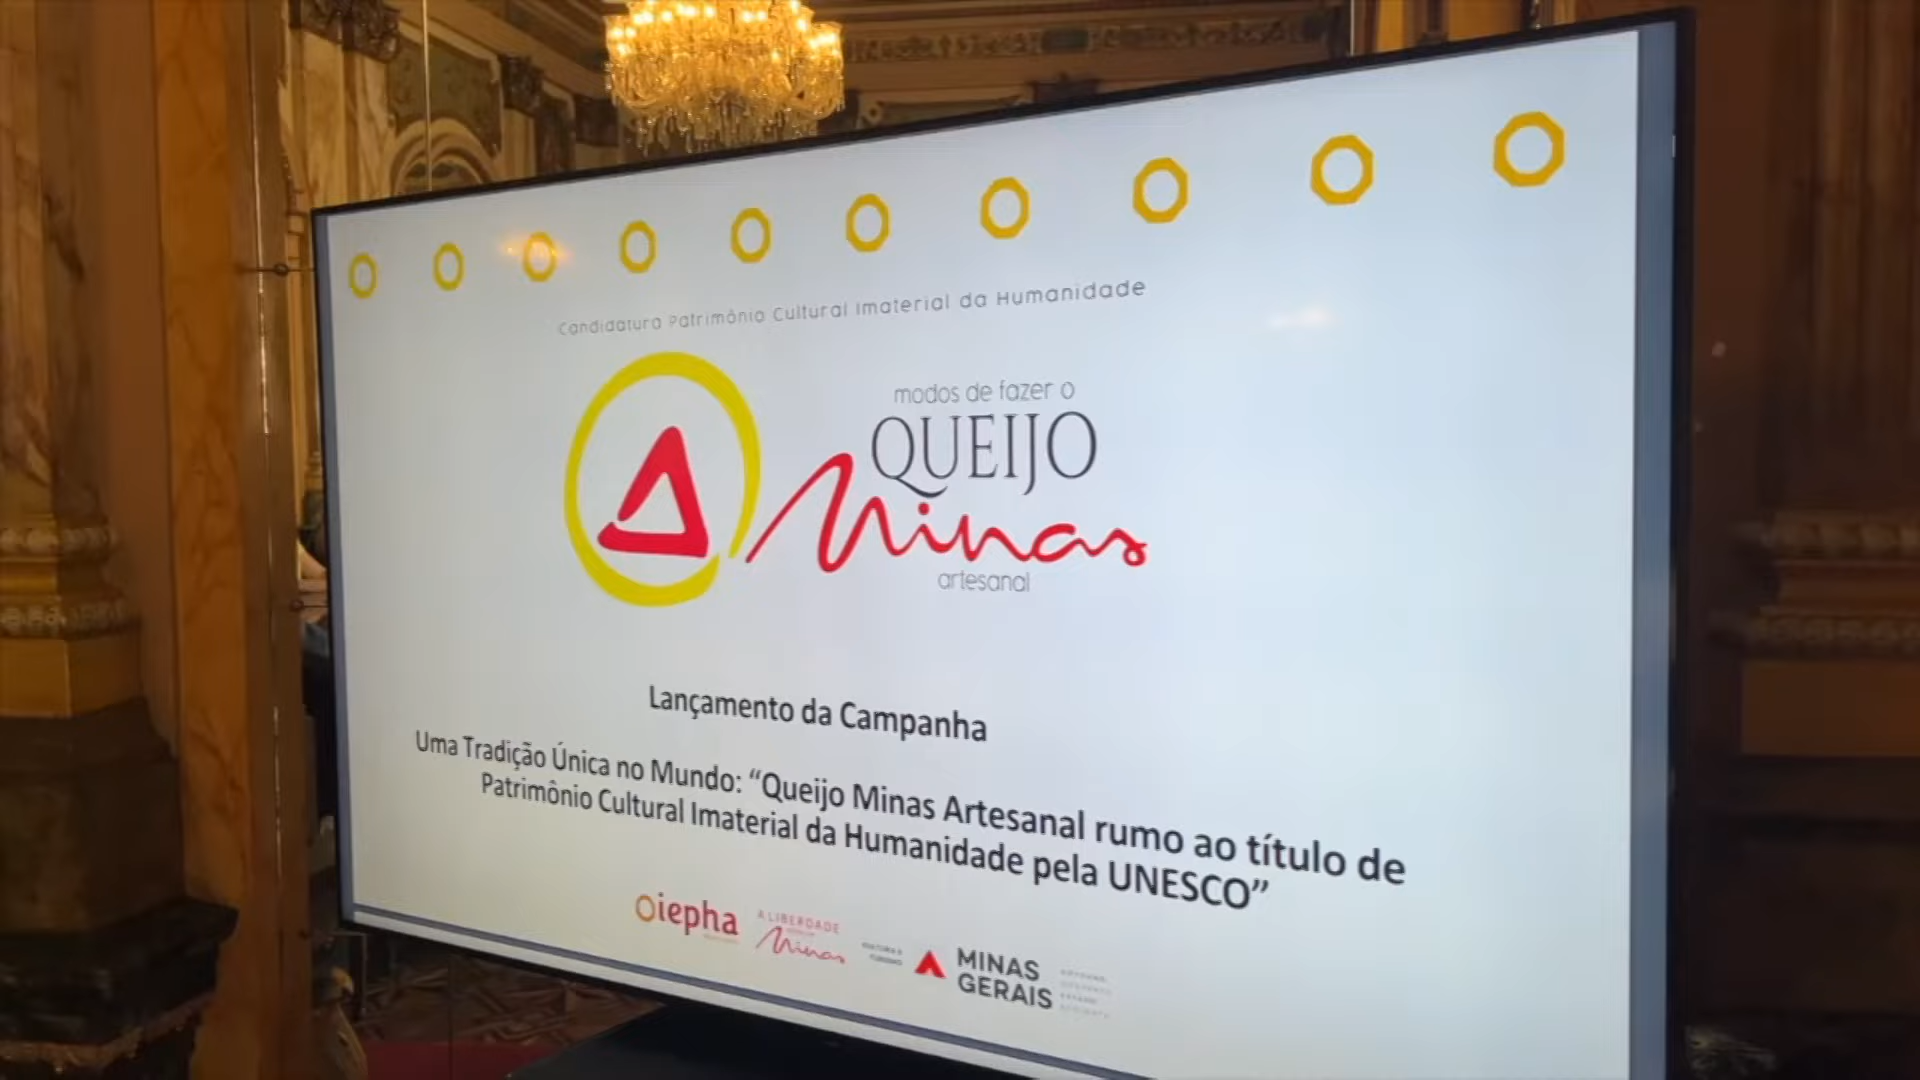 Candidatura Patrimônio Cultural Imaterial da Humanidade
modos de fazer o
QUEIJO
Minas
artesanal
Lançamento da Campanha
Uma Tradição Única no Mundo: “Queijo Minas Artesanal rumo ao título de
Patrimônio Cultural Imaterial da Humanidade pela UNESCO”
iepha
A LIBERDADE
Minas
CULTURA E
TURISMO
MINAS
GERAIS